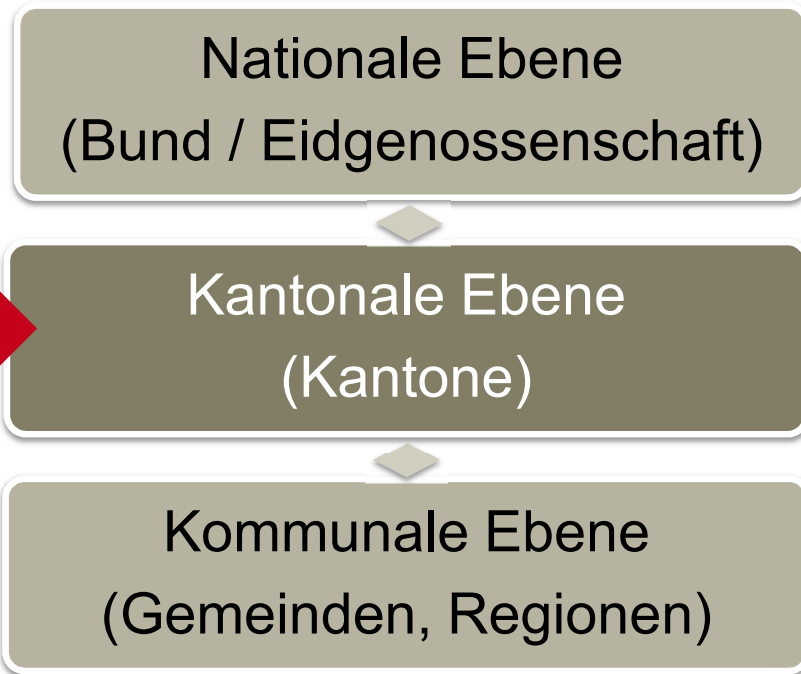 Nationale Ebene
(Bund / Eidgenossenschaft)
Kantonale Ebene
(Kantone)
Kommunale Ebene
(Gemeinden, Regionen)